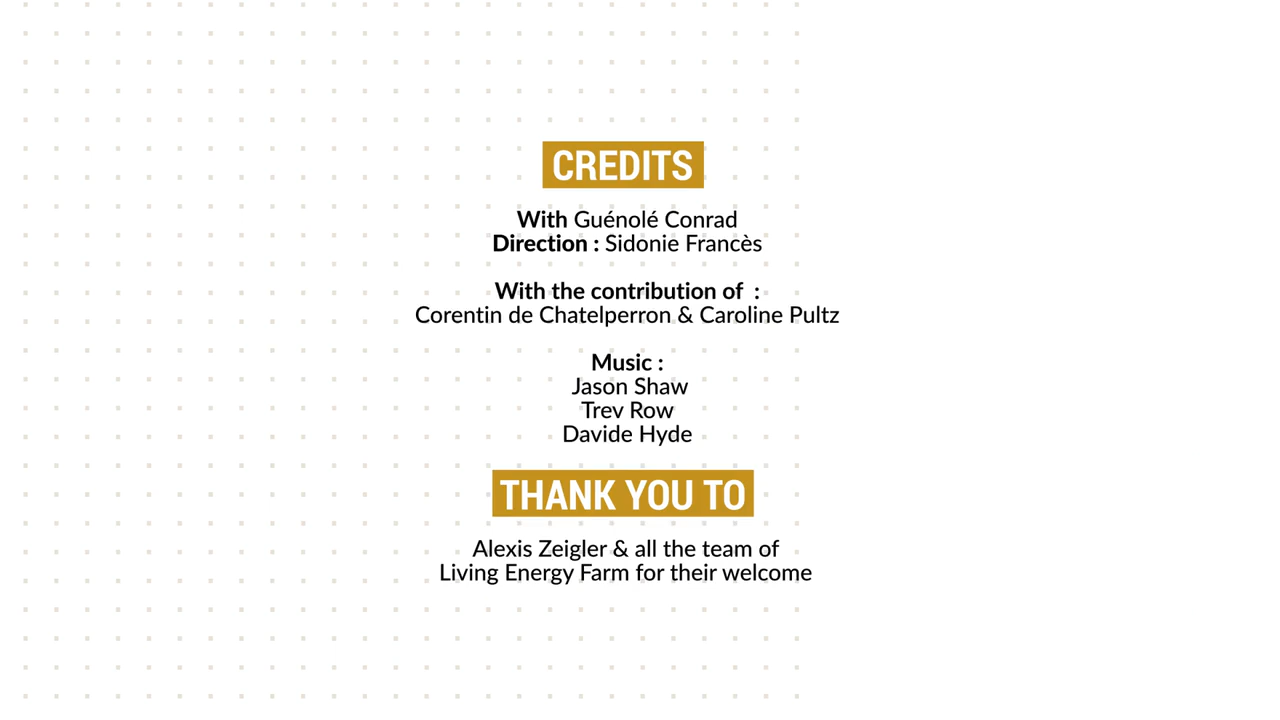 CREDITS
With Guénolé Conrad
Direction : Sidonie Francès
With the contribution of  :
Corentin de Chatelperron & Caroline Pultz
Music :
Jason Shaw
Trev Row
Davide Hyde
THANK YOU TO
Alexis Zeigler & all the team of
Living Energy Farm for their welcome